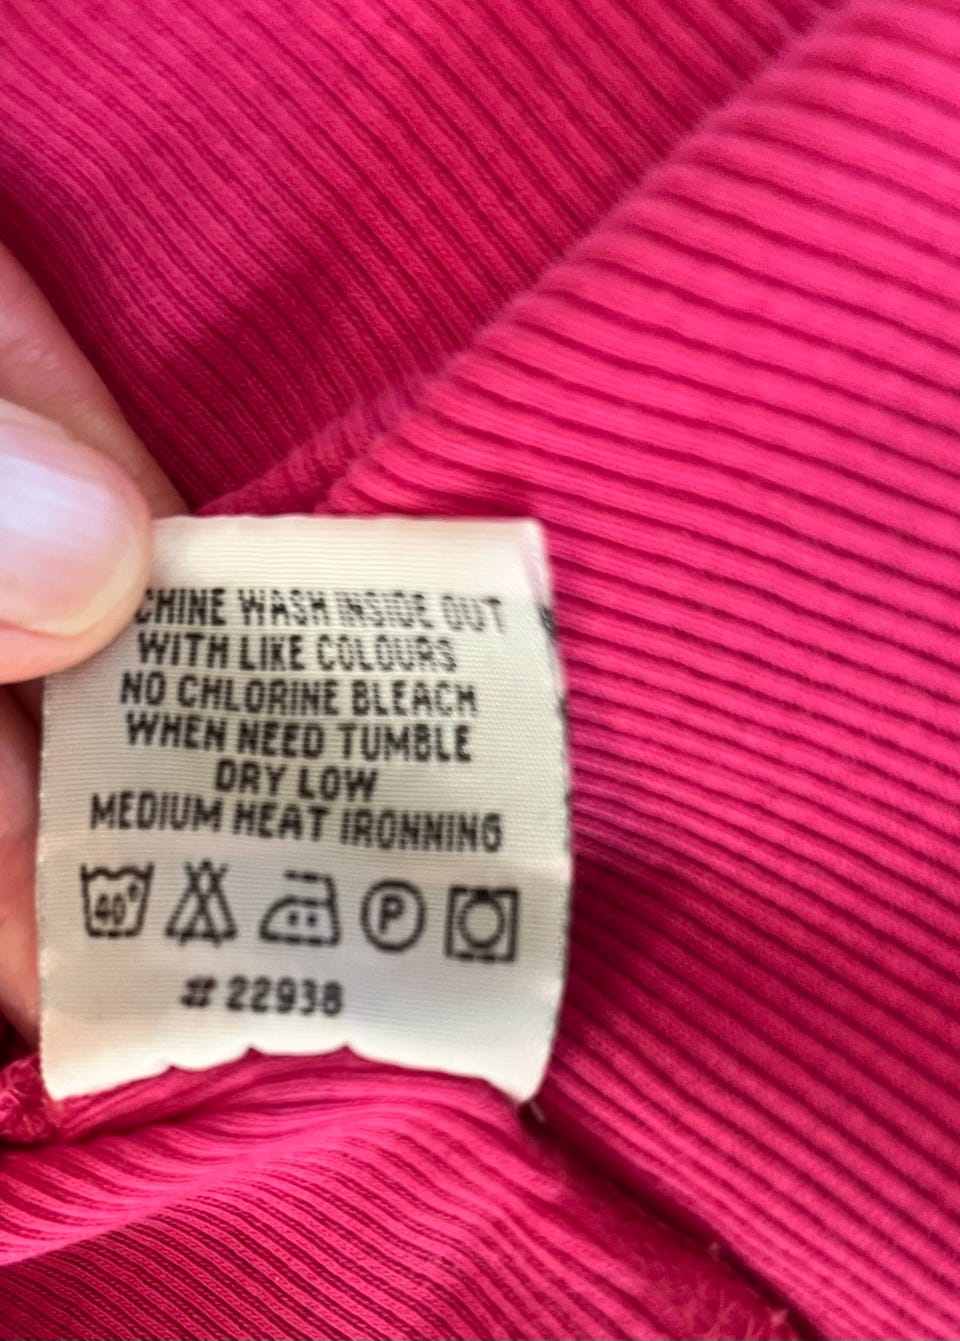 CHINE WASH INSIDE OUT
WITH LIKE COLOURS
NO CHLORINE BLEACH
WHEN NEED TUMBLE
DRY LOW
MEDIUM HEAT IRONNING
40° P
# 22938